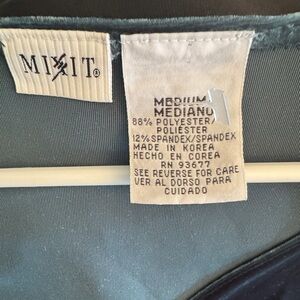 MIXIT®
MEDIUM
MEDIANO
88% POLYESTER/
POLIESTER
12% SPANDEX/SPANDEX
MADE IN KOREA
HECHO EN COREA
RN 93677
SEE REVERSE FOR CARE
VER AL DORSO PARA
CUIDADO